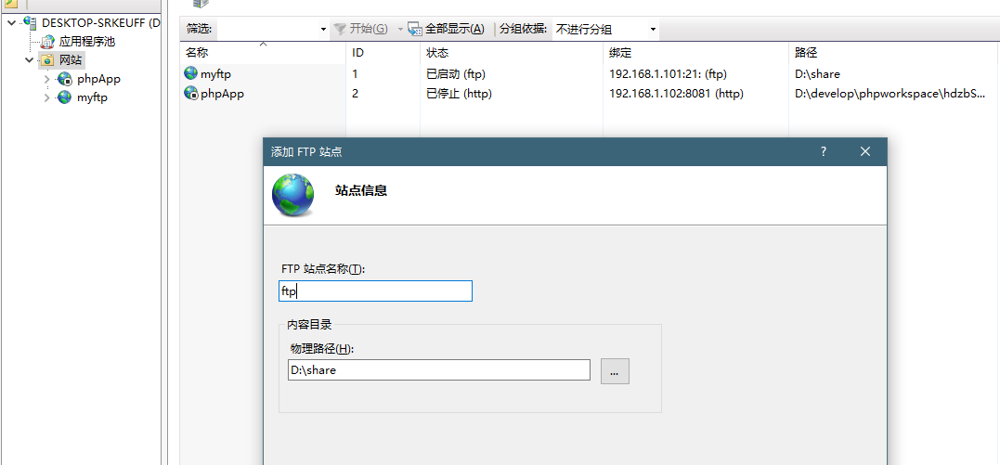 DESKTOP-SRKEUFF (D
应用程序池
网站
phpApp
myftp
筛选: 开始(G) 全部显示(A) 分组依据: 不进行分组
名称 ID 状态 绑定 路径
myftp 1 已启动 (ftp) 192.168.1.101:21: (ftp) D:\share
phpApp 2 已停止 (http) 192.168.1.102:8081 (http) D:\develop\phpworkspace\hdzbS...
添加 FTP 站点 ?
站点信息
FTP 站点名称(T):
ftp
内容目录
物理路径(H):
D:\share ...